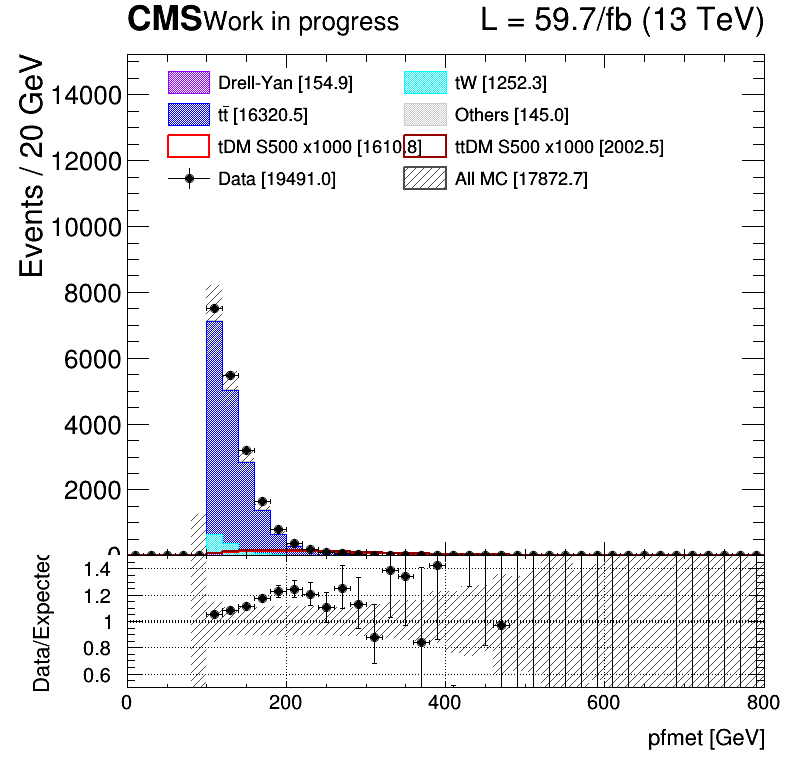 CMS Work in progress L = 59.7/fb (13 TeV)
Events / 20 GeV
14000
12000
10000
8000
6000
4000
2000
0
Drell-Yan [154.9] tW [1252.3]
tt̄ [16320.5] Others [145.0]
tDM S500 x1000 [1610.8] ttDM S500 x1000 [2002.5]
Data [19491.0] All MC [17872.7]
Data/Expected
1.4
1.2
1
0.8
0.6
0 200 400 600 800
pfmet [GeV]